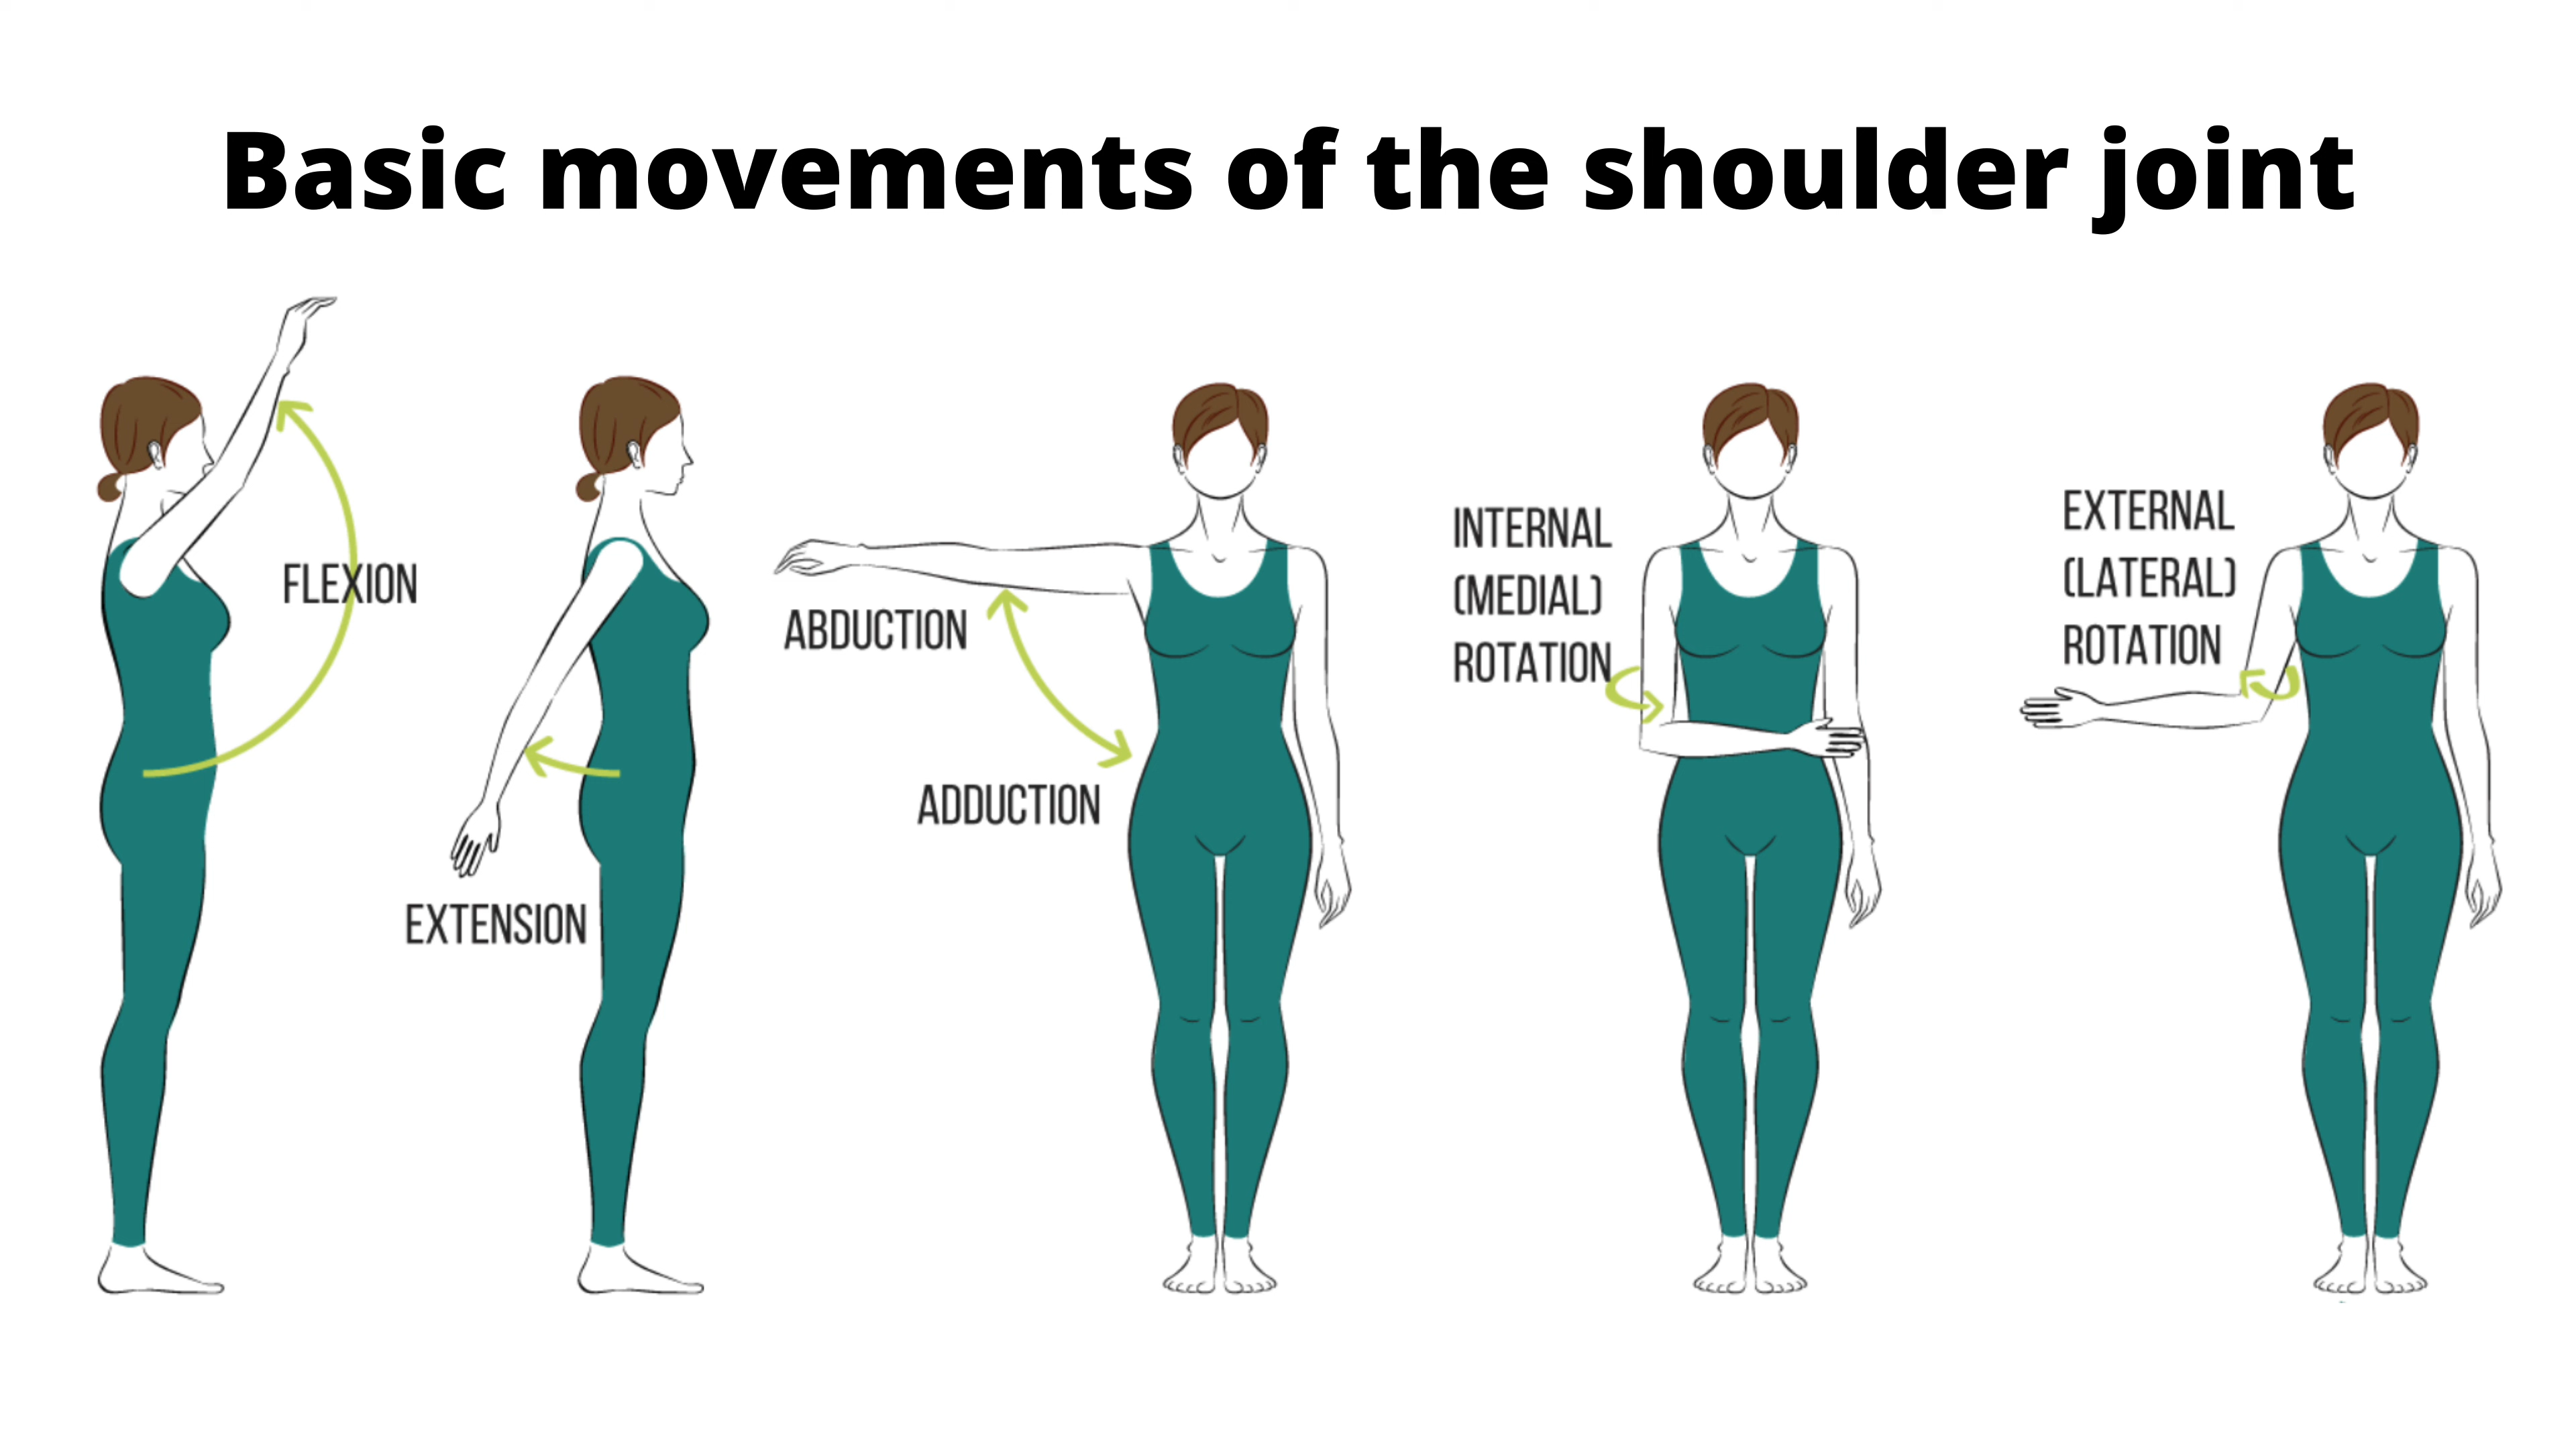 Basic movements of the shoulder joint
FLEXION
EXTENSION
ABDUCTION
ADDUCTION
INTERNAL
(MEDIAL)
ROTATION
EXTERNAL
(LATERAL)
ROTATION